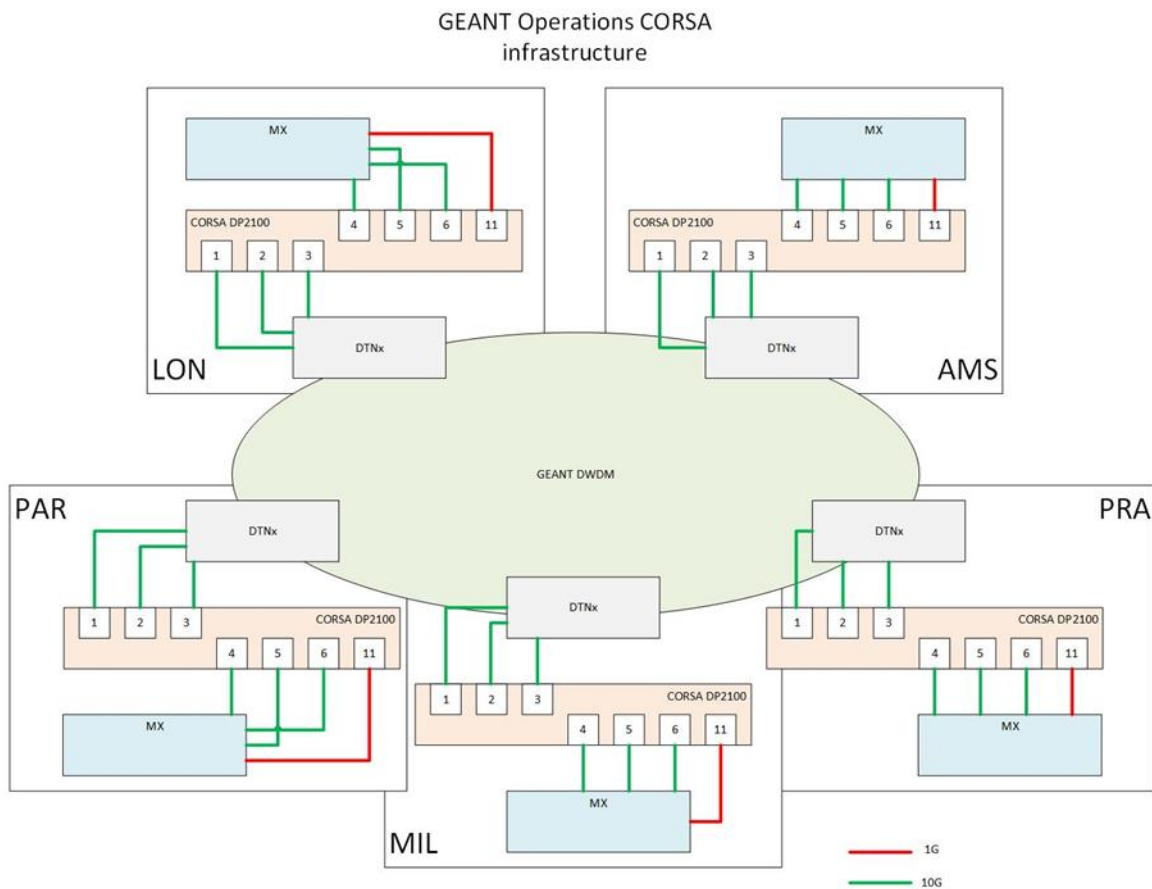 GEANT Operations CORSA
infrastructure
MX
CORSA DP2100
4
5
6
11
1
2
3
DTNx
LON
MX
CORSA DP2100
4
5
6
11
1
2
3
DTNx
AMS
GEANT DWDM
PAR
DTNx
1
2
3
CORSA DP2100
4
5
6
11
MX
DTNx
1
2
3
CORSA DP2100
4
5
6
11
MX
MIL
PRA
DTNx
1
2
3
CORSA DP2100
4
5
6
11
MX
1G
10G